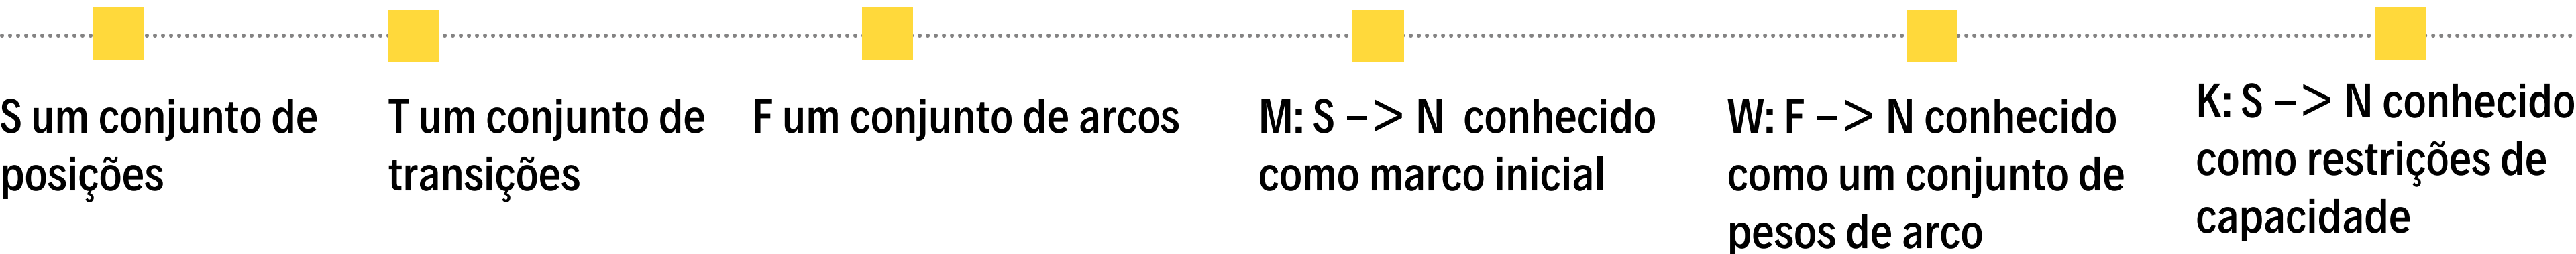 S um conjunto de
posições
T um conjunto de
transições
F um conjunto de arcos
M: S –> N conhecido
como marco inicial
W: F –> N conhecido
como um conjunto de
pesos de arco
K: S –> N conhecido
como restrições de
capacidade